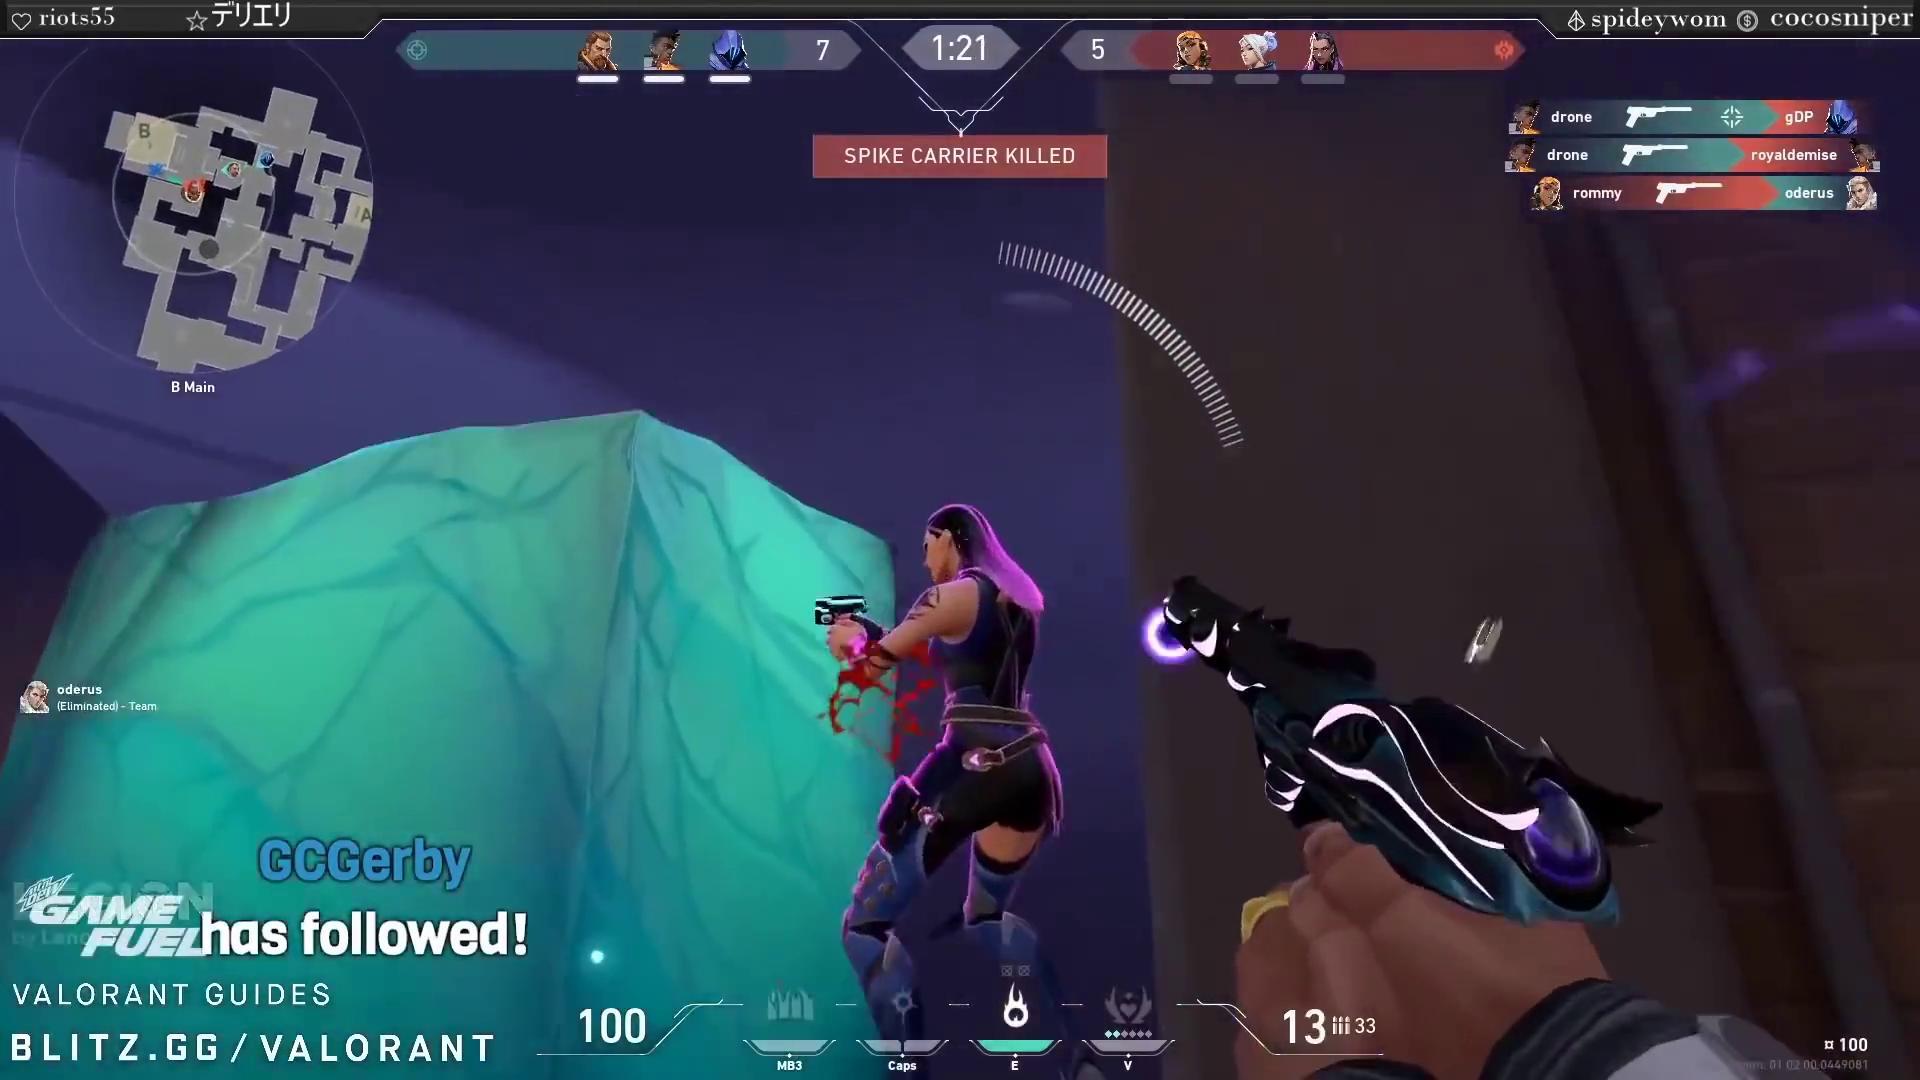 riots55
デリエリ
spideywom
cocosniper
7
1:21
5
SPIKE CARRIER KILLED
drone gDP
drone royaldemise
rommy oderus
B
A
B Main
oderus
(Eliminated) - Team
GCGerby
has followed!
GAME
FUEL
VALORANT GUIDES
BLITZ.GG/VALORANT
100
MB3
Caps
E
V
13 33
¤ 100